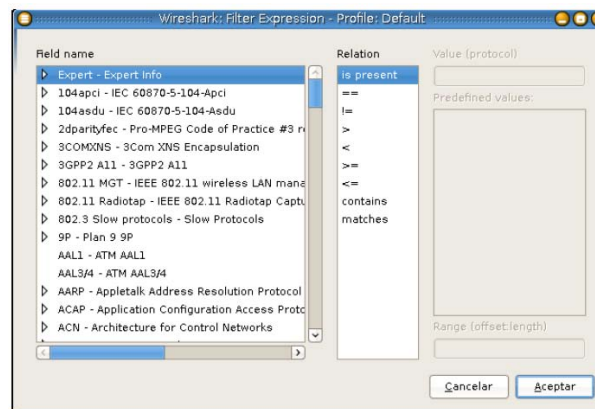 Wireshark: Filter Expression - Profile: Default
Field name
Expert - Expert Info
104apci - IEC 60870-5-104-Apci
104asdu - IEC 60870-5-104-Asdu
2dparityfec - Pro-MPEG Code of Practice #3 r
3COMXNS - 3Com XNS Encapsulation
3GPP2 A11 - 3GPP2 A11
802.11 MGT - IEEE 802.11 wireless LAN mana
802.11 Radiotap - IEEE 802.11 Radiotap Captu
802.3 Slow protocols - Slow Protocols
9P - Plan 9 9P
AAL1 - ATM AAL1
AAL3/4 - ATM AAL3/4
AARP - Appletalk Address Resolution Protocol
ACAP - Application Configuration Access Protc
ACN - Architecture for Control Networks
Relation
is present
==
!=
>
<
>=
<=
contains
matches
Value (protocol)
Predefined values:
Range (offset:length)
Cancelar
Aceptar